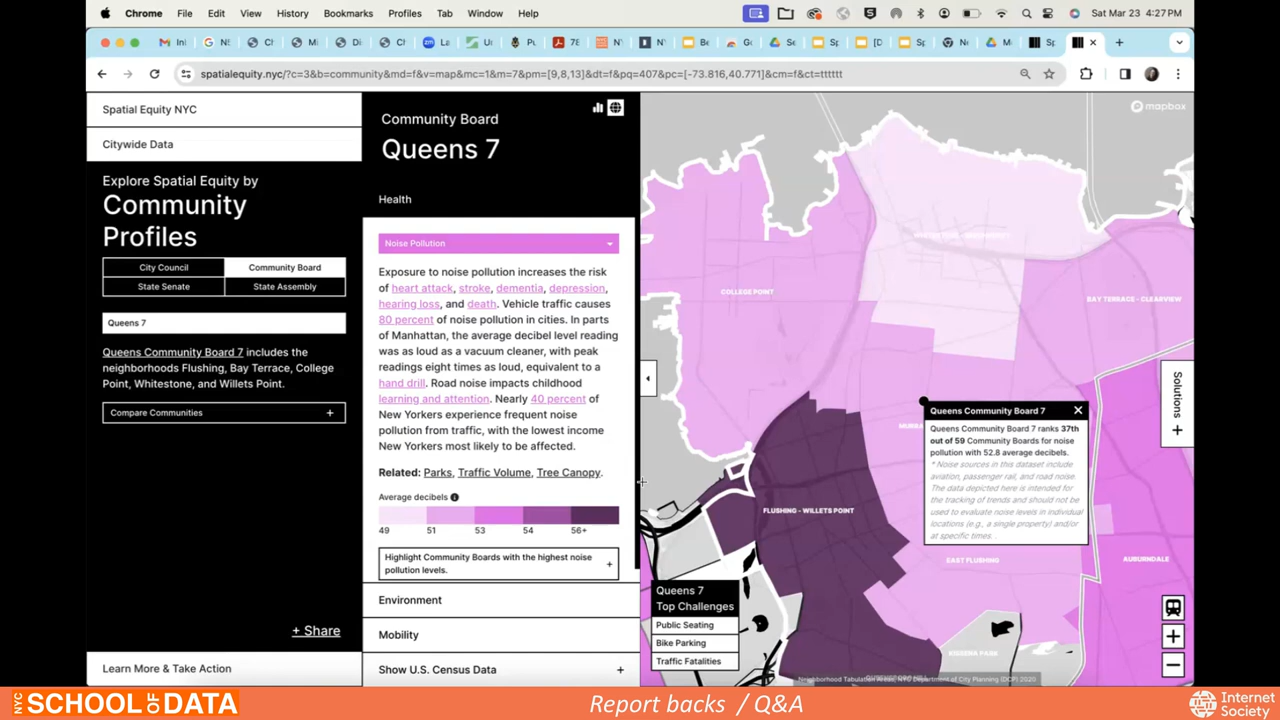 Chrome File Edit View History Bookmarks Profiles Tab Window Help
Sat Mar 23 4:27 PM
spatialequity.nyc/?c=3&b=community&md=f&v=map&mc=1&m=7&pm=[9,8,13]&dt=f&pq=407&pc=[-73.816,40.771]&cm=f&ct=tttttt
Spatial Equity NYC
Citywide Data
Explore Spatial Equity by
Community
Profiles
City Council Community Board
State Senate State Assembly
Queens 7
Queens Community Board 7 includes the
neighborhoods Flushing, Bay Terrace, College
Point, Whitestone, and Willets Point.
Compare Communities +
+ Share
Learn More & Take Action
Community Board
Queens 7
Health
Noise Pollution
Exposure to noise pollution increases the risk
of heart attack, stroke, dementia, depression,
hearing loss, and death. Vehicle traffic causes
80 percent of noise pollution in cities. In parts
of Manhattan, the average decibel level reading
was as loud as a vacuum cleaner, with peak
readings eight times as loud, equivalent to a
hand drill. Road noise impacts childhood
learning and attention. Nearly 40 percent of
New Yorkers experience frequent noise
pollution from traffic, with the lowest income
New Yorkers most likely to be affected.
Related: Parks, Traffic Volume, Tree Canopy.
Average decibels
49 51 53 54 56+
Highlight Community Boards with the highest noise
pollution levels. +
Environment
Mobility
Show U.S. Census Data +
mapbox
COLLEGE POINT
BAY TERRACE - CLEARVIEW
Solutions +
Queens Community Board 7
Queens Community Board 7 ranks 37th
out of 59 Community Boards for noise
pollution with 52.8 average decibels.
* Noise sources in this dataset include
aviation, passenger rail, and road noise.
The data depicted here is intended for
the tracking of trends and should not be
used to evaluate noise levels in individual
locations (e.g., a single property) and/or
at specific times. .
FLUSHING - WILLETS POINT
EAST FLUSHING
AUBURNDALE
KISSENA PARK
Queens 7
Top Challenges
Public Seating
Bike Parking
Traffic Fatalities
Neighborhood Tabulation Areas, NYC Department of City Planning (DCP) 2020
NYC SCHOOL OF DATA
Report backs / Q&A
Internet
Society